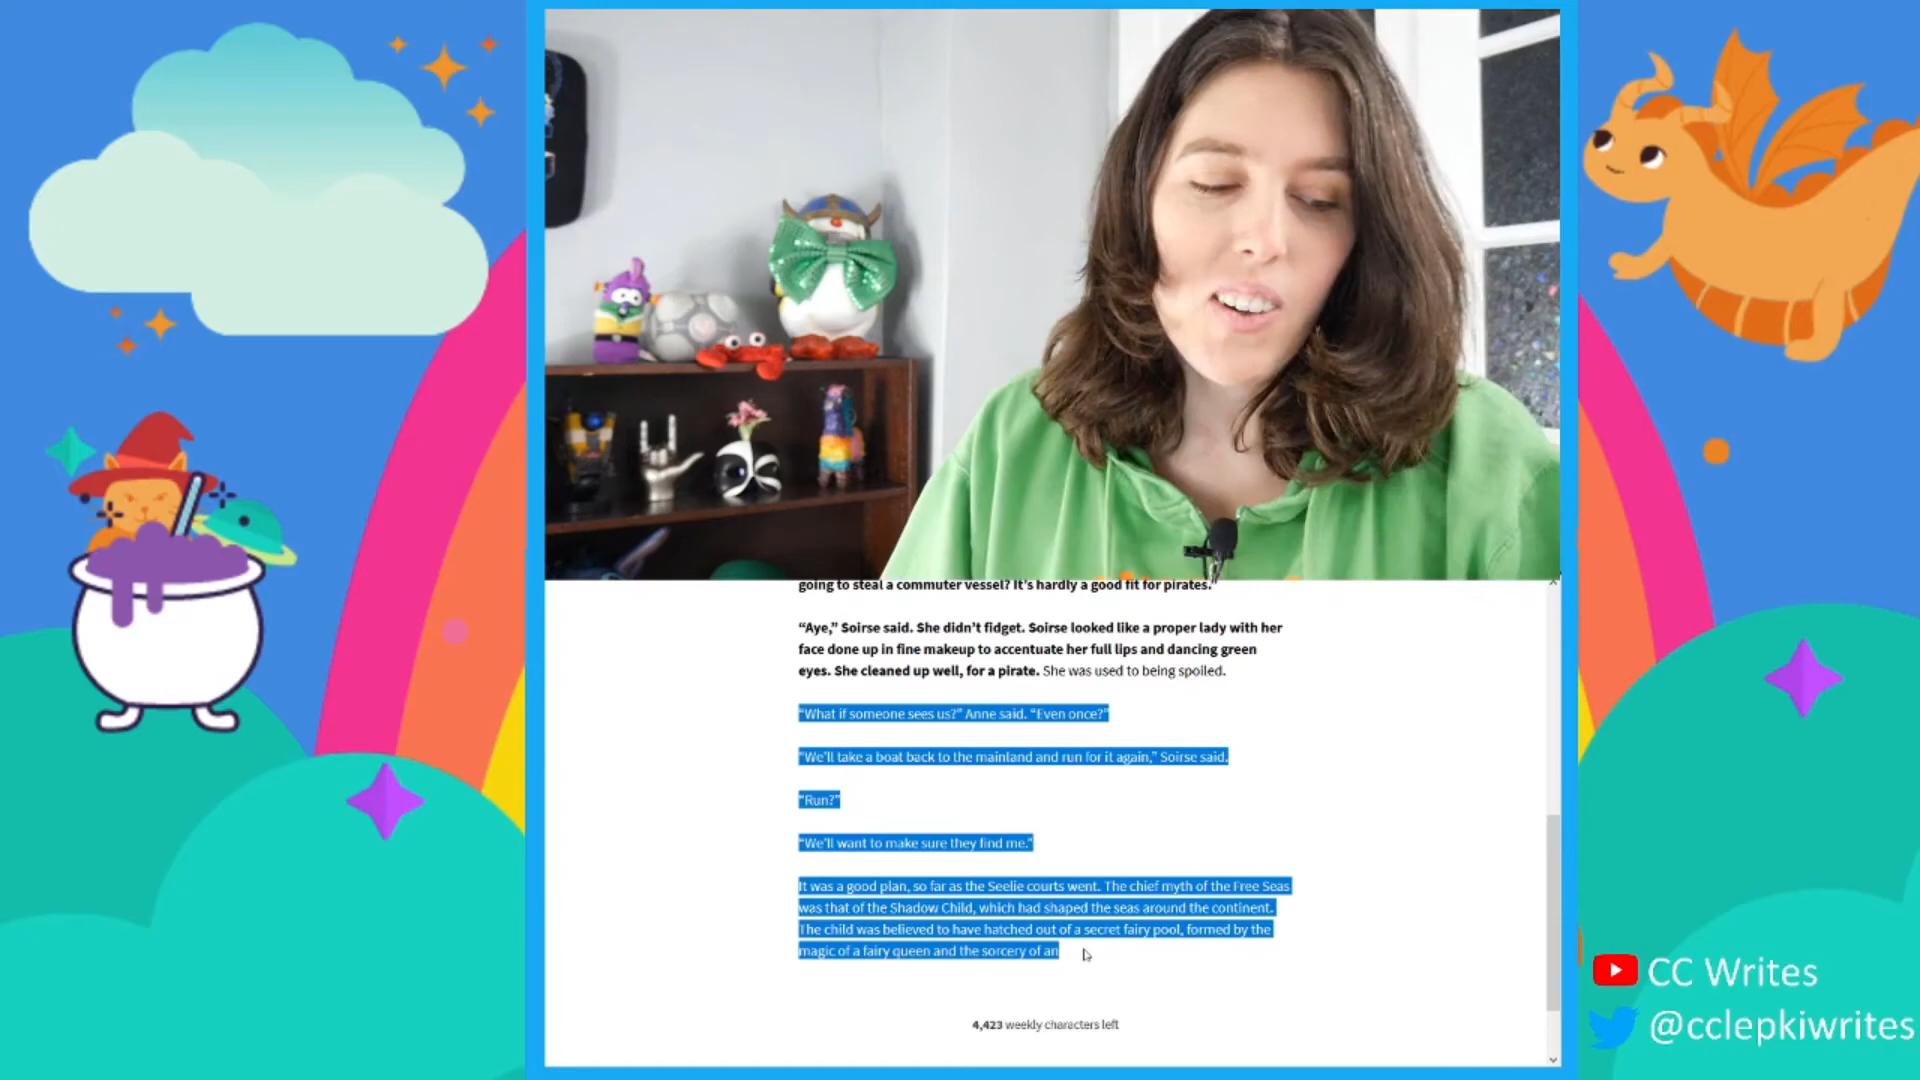 going to steal a commuter vessel? It's hardly a good fit for pirates."
“Aye,” Soirse said. She didn’t fidget. Soirse looked like a proper lady with her
face done up in fine makeup to accentuate her full lips and dancing green
eyes. She cleaned up well, for a pirate. She was used to being spoiled.
“What if someone sees us?” Anne said. “Even once?”
“We’ll take a boat back to the mainland and run for it again,” Soirse said.
“Run?”
“We’ll want to make sure they find me.”
It was a good plan, so far as the Seelie courts went. The chief myth of the Free Seas
was that of the Shadow Child, which had shaped the seas around the continent.
The child was believed to have hatched out of a secret fairy pool, formed by the
magic of a fairy queen and the sorcery of an
4,423 weekly characters left
CC Writes
@cclepkiwrites